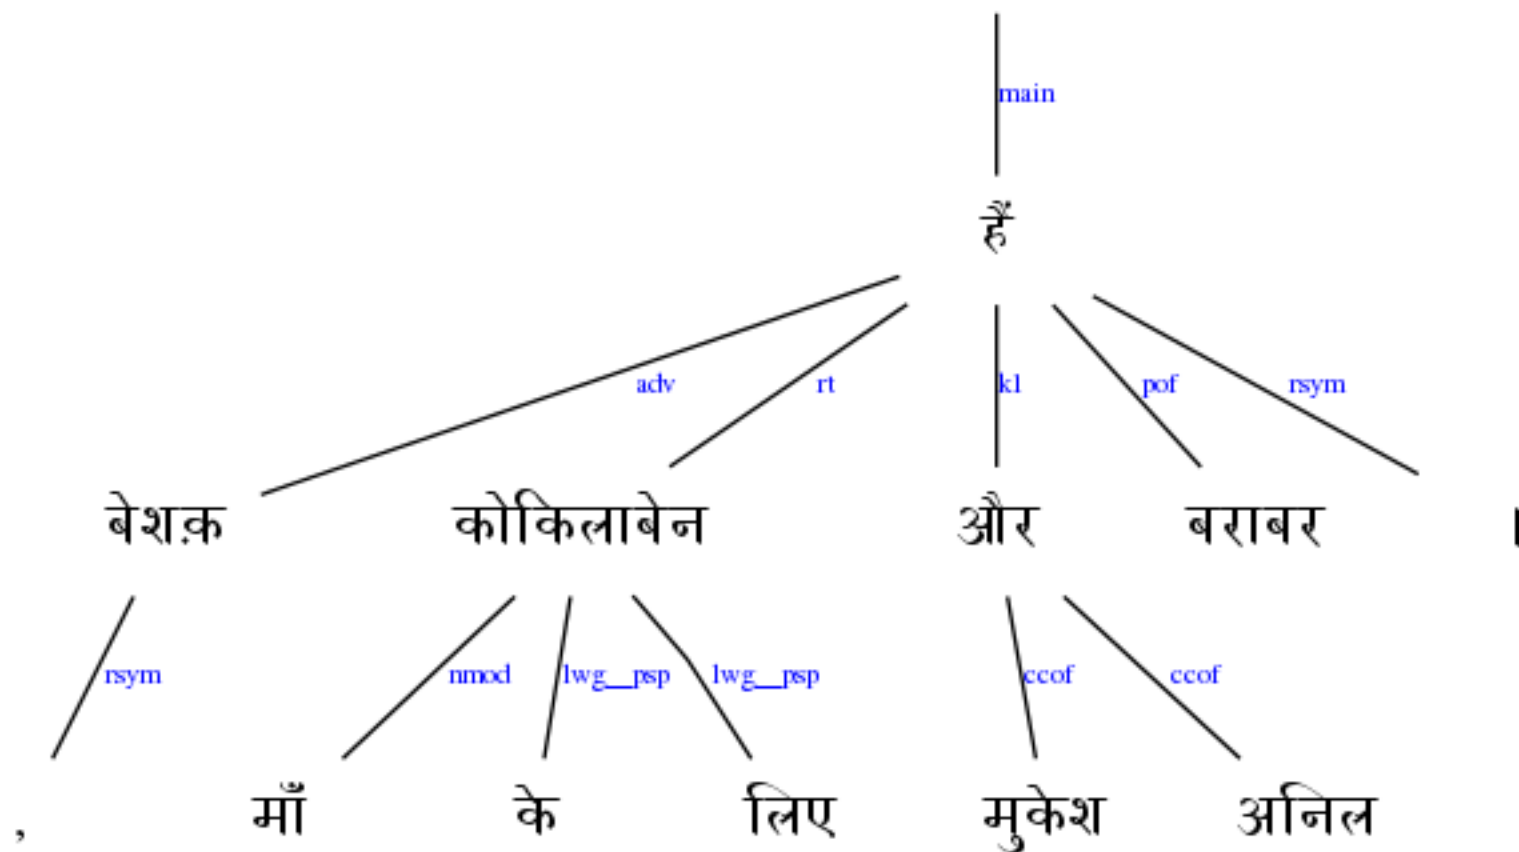 main
हैं
adv rt k1 pof rsym
बेशक़ कोकिलाबेन और बराबर ।
rsym nmod lwg__psp lwg__psp ccof ccof
, माँ के लिए मुकेश अनिल